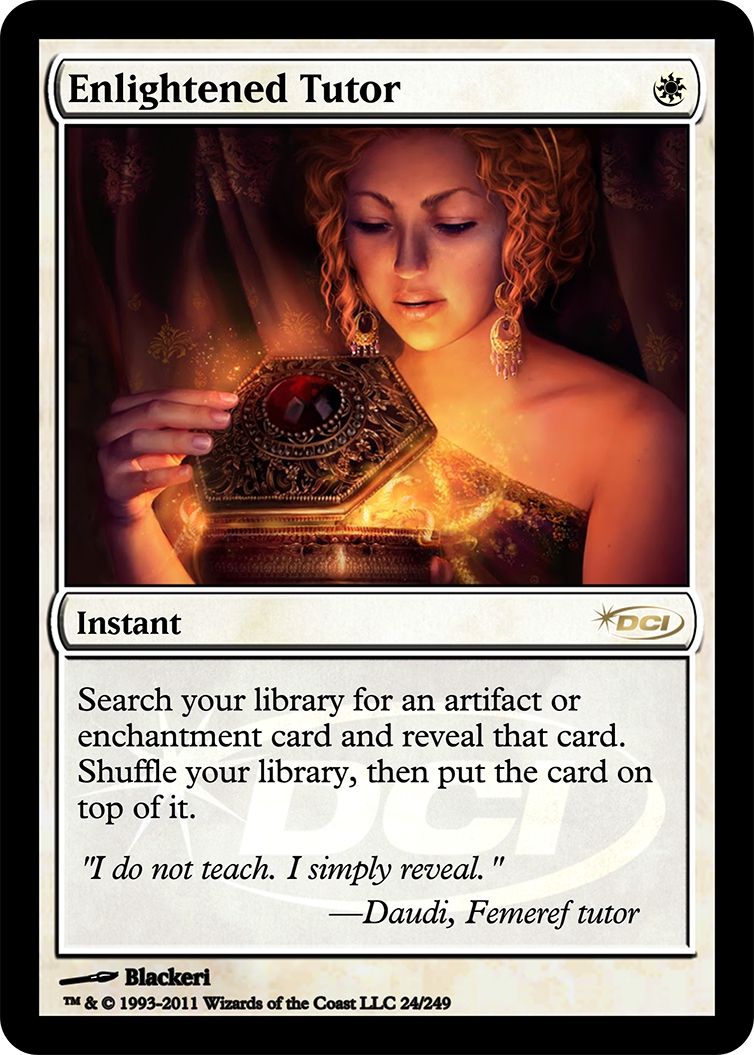 Enlightened Tutor
Instant
DCI
Search your library for an artifact or
enchantment card and reveal that card.
Shuffle your library, then put the card on
top of it.
DCI
"I do not teach. I simply reveal."
—Daudi, Femeref tutor
Blackeri
™ & © 1993-2011 Wizards of the Coast LLC 24/249